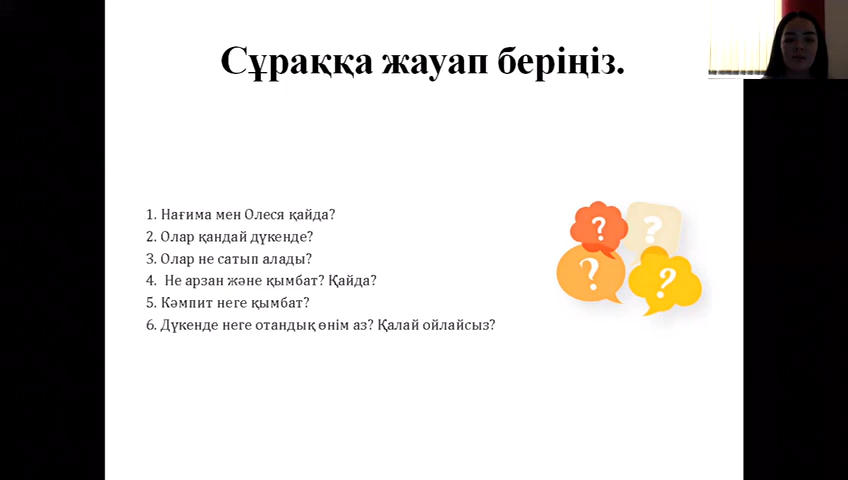 Сұраққа жауап беріңіз.
1. Нағима мен Олеся қайда?
2. Олар қандай дүкенде?
3. Олар не сатып алады?
4. Не арзан және қымбат? Қайда?
5. Кәмпит неге қымбат?
6. Дүкенде неге отандық өнім аз? Қалай ойлайсыз?
? ?
? ?